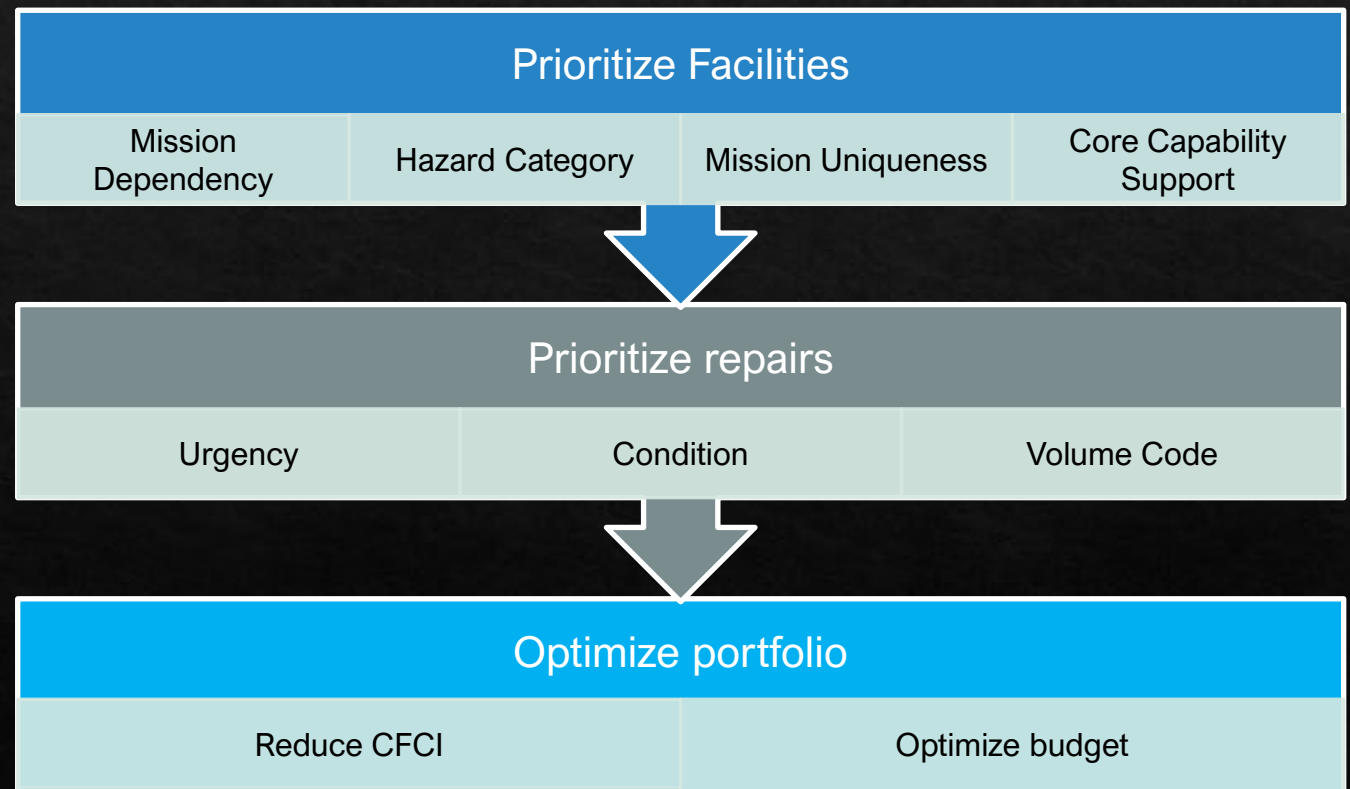 Prioritize Facilities
Mission
Dependency
Hazard Category
Mission Uniqueness
Core Capability
Support
Prioritize repairs
Urgency
Condition
Volume Code
Optimize portfolio
Reduce CFCI
Optimize budget